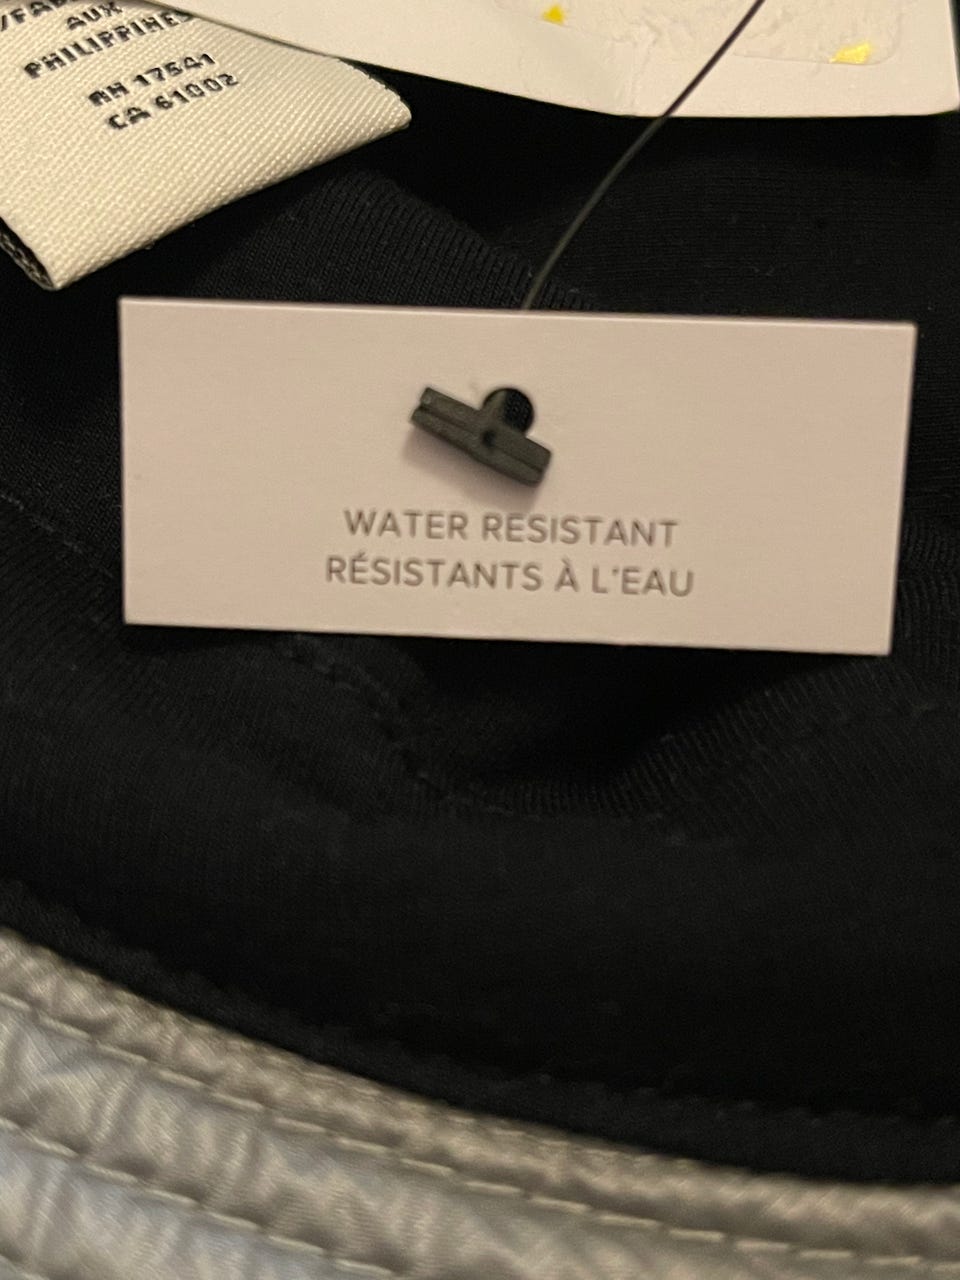 AUX
PHILIPPINES
RN 17541
CA 61002
WATER RESISTANT
RÉSISTANTS À L'EAU